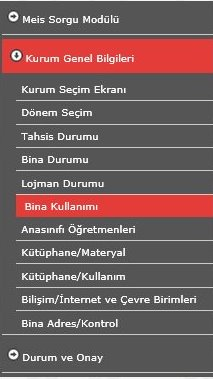 Meis Sorgu Modülü
Kurum Genel Bilgileri
Kurum Seçim Ekranı
Dönem Seçim
Tahsis Durumu
Bina Durumu
Lojman Durumu
Bina Kullanımı
Anasınıfı Öğretmenleri
Kütüphane/Materyal
Kütüphane/Kullanım
Bilişim/İnternet ve Çevre Birimleri
Bina Adres/Kontrol
Durum ve Onay